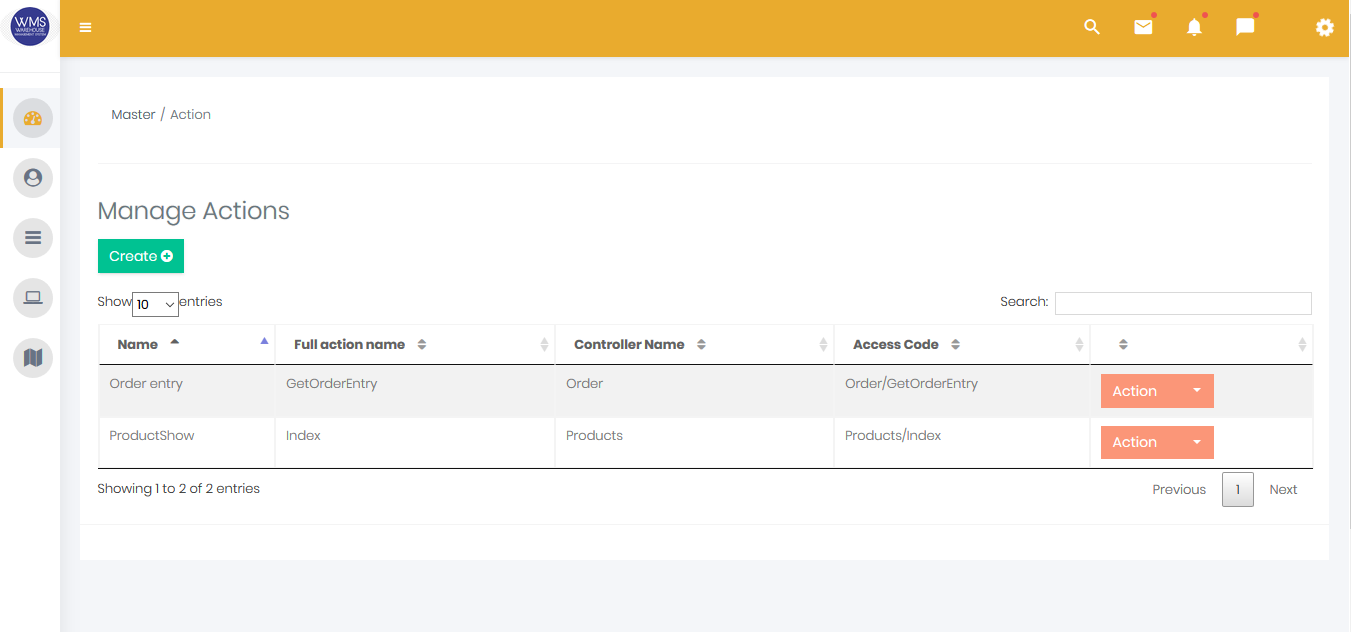 WMS
WAREHOUSE
MANAGEMENT SYSTEM
Master / Action
Manage Actions
Create
Show 10 entries
Search:
Name Full action name Controller Name Access Code
Order entry GetOrderEntry Order Order/GetOrderEntry Action
ProductShow Index Products Products/Index Action
Showing 1 to 2 of 2 entries
Previous 1 Next